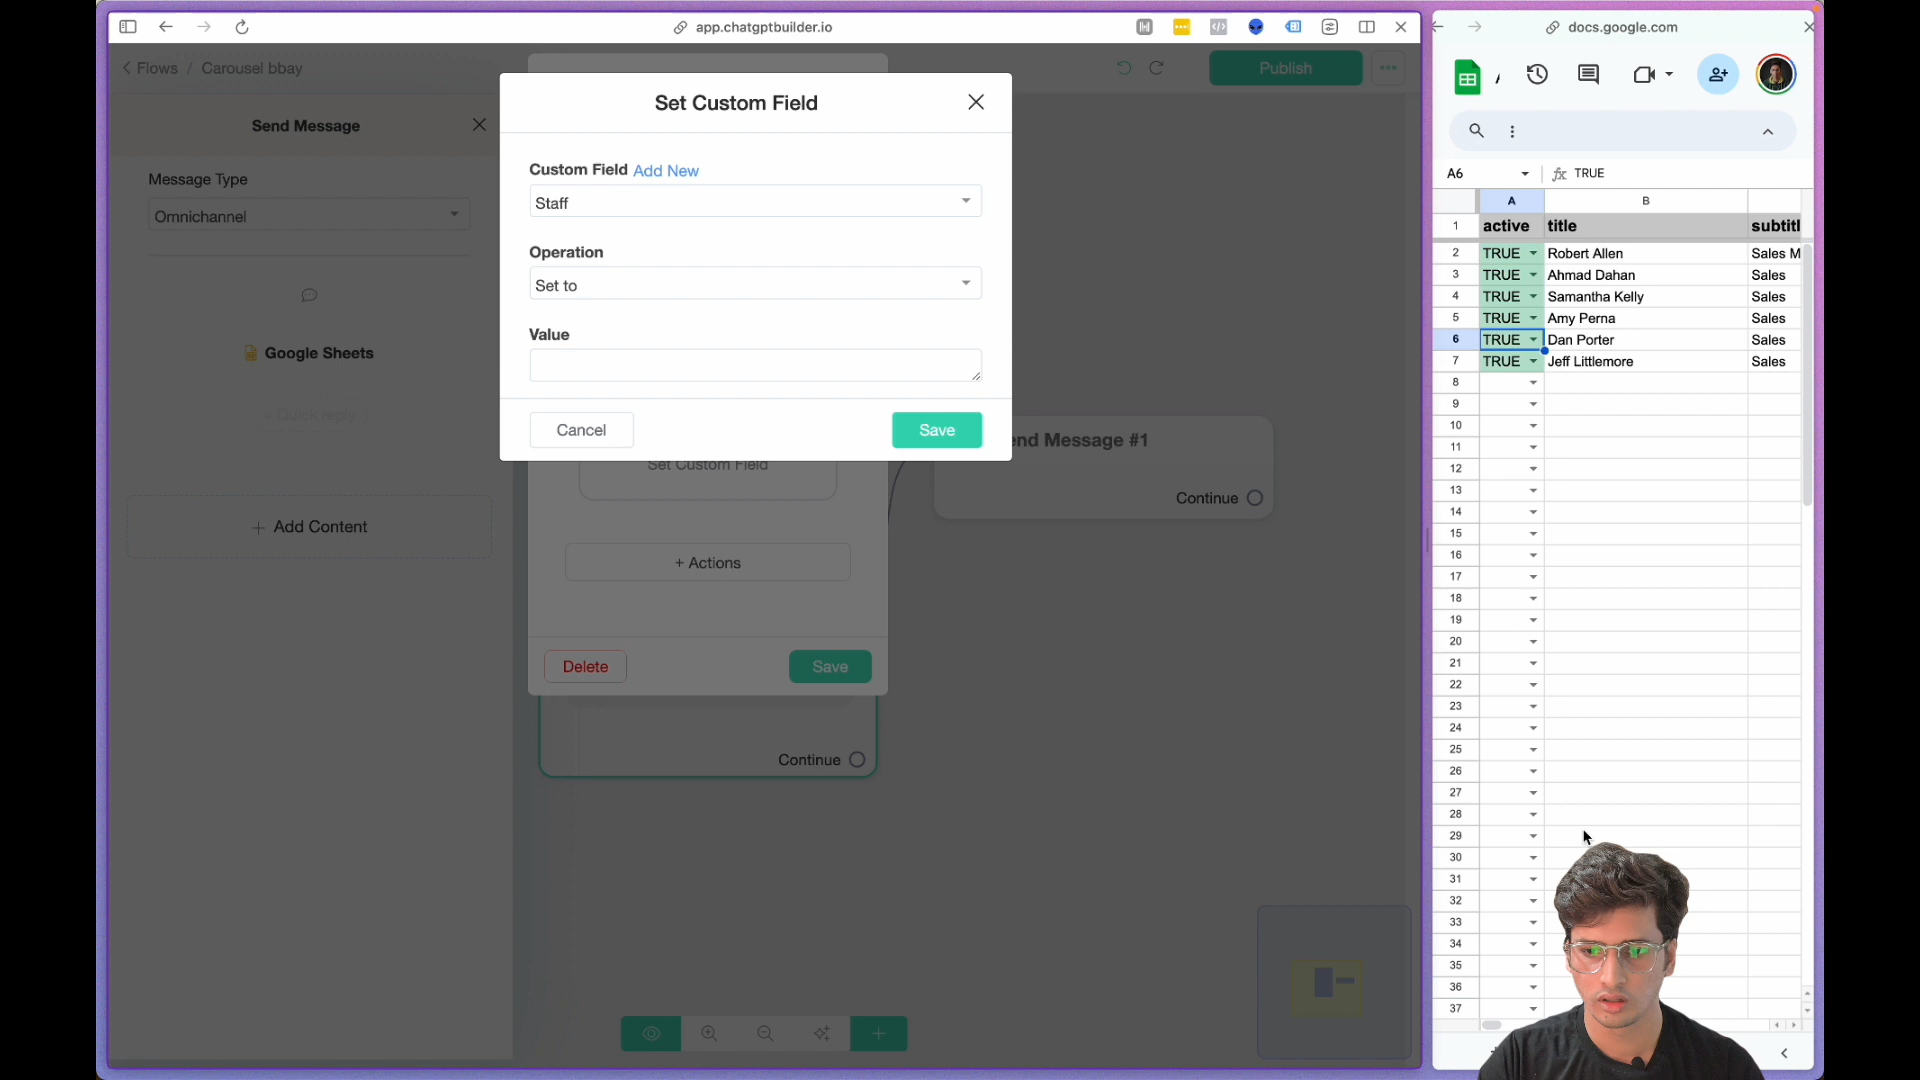 app.chatgptbuilder.io
Flows / Carousel bbay
Publish
Send Message
Message Type
Omnichannel
Google Sheets
+ Quick reply
+ Add Content
Set Custom Field
Custom Field Add New
Staff
Operation
Set to
Value
Cancel
Save
Set Custom Field
+ Actions
Delete
Save
Continue
end Message #1
Continue
docs.google.com
A6
fx TRUE
A B
1 active title subtitl
2 TRUE Robert Allen Sales M
3 TRUE Ahmad Dahan Sales
4 TRUE Samantha Kelly Sales
5 TRUE Amy Perna Sales
6 TRUE Dan Porter Sales
7 TRUE Jeff Littlemore Sales
8
9
10
11
12
13
14
15
16
17
18
19
20
21
22
23
24
25
26
27
28
29
30
31
32
33
34
35
36
37